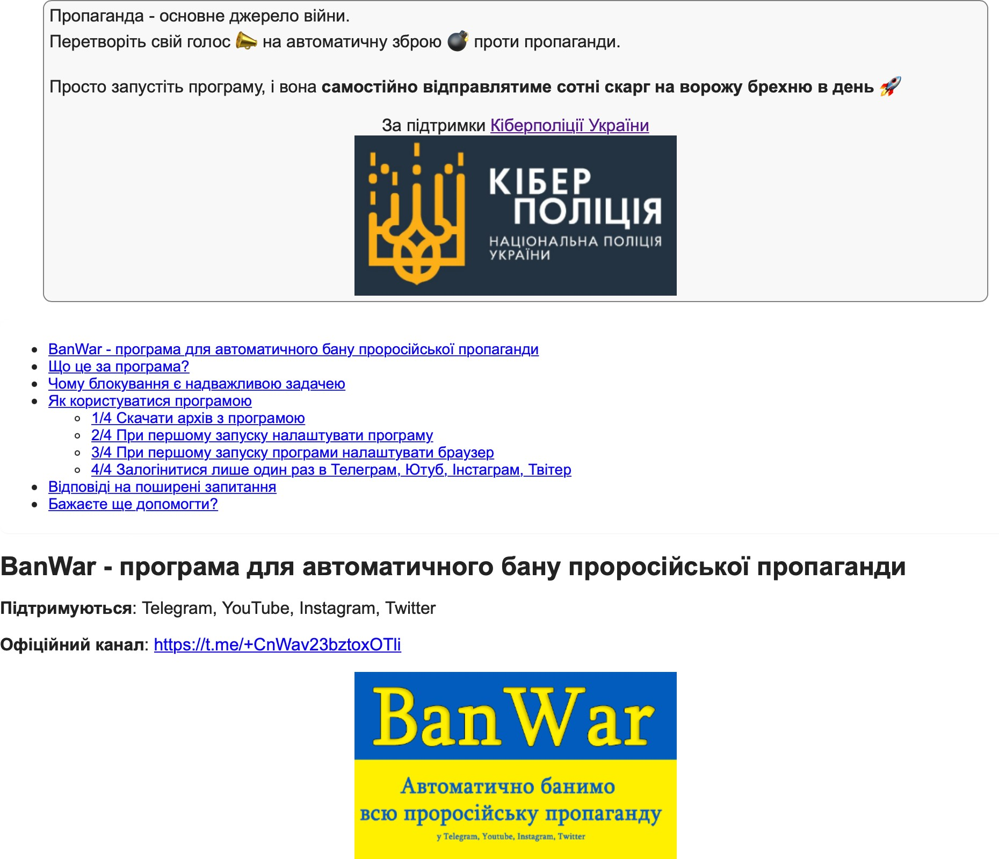 Пропаганда - основне джерело війни.
Перетворіть свій голос 📣 на автоматичну зброю 💣 проти пропаганди.
Просто запустіть програму, і вона самостійно відправлятиме сотні скарг на ворожу брехню в день 🚀
За підтримки Кіберполіції України
КІБЕР
ПОЛІЦІЯ
НАЦІОНАЛЬНА ПОЛІЦІЯ
УКРАЇНИ
BanWar - програма для автоматичного бану проросійської пропаганди
Що це за програма?
Чому блокування є надважливою задачею
Як користуватися програмою
1/4 Скачати архів з програмою
2/4 При першому запуску налаштувати програму
3/4 При першому запуску програми налаштувати браузер
4/4 Залогінитися лише один раз в Телеграм, Ютуб, Інстаграм, Твітер
Відповіді на поширені запитання
Бажаєте ще допомогти?
BanWar - програма для автоматичного бану проросійської пропаганди
Підтримуються: Telegram, YouTube, Instagram, Twitter
Офіційний канал: https://t.me/+CnWav23bztoxOTli
BanWar
Автоматично банимо
всю проросійську пропаганду
у Telegram, Youtube, Instagram, Twitter